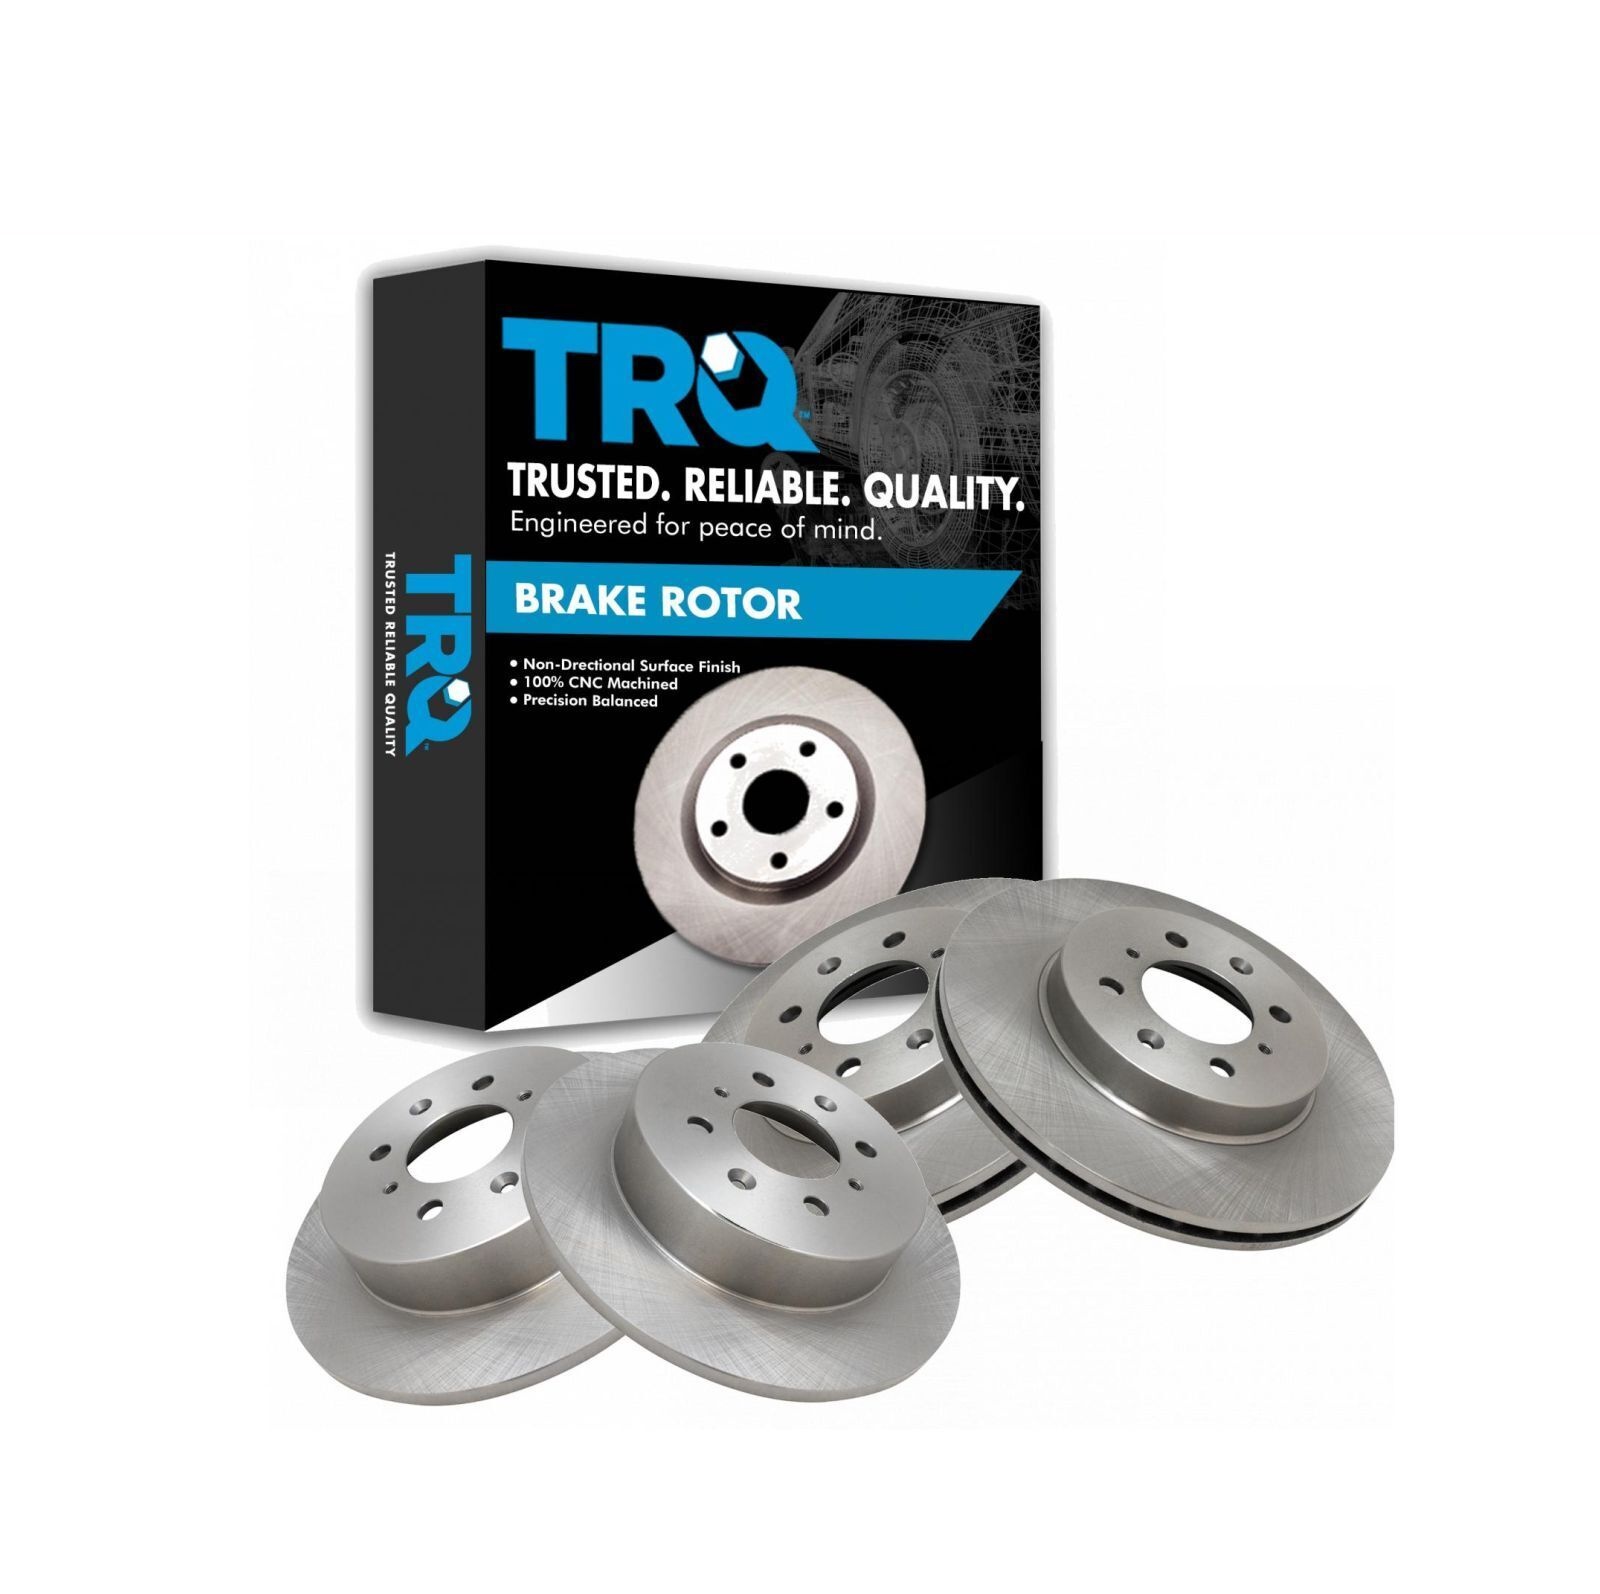 TRQ™
TRUSTED. RELIABLE. QUALITY.
Engineered for peace of mind.
BRAKE ROTOR
• Non-Drectional Surface Finish
• 100% CNC Machined
• Precision Balanced
TRQ™
TRUSTED RELIABLE QUALITY